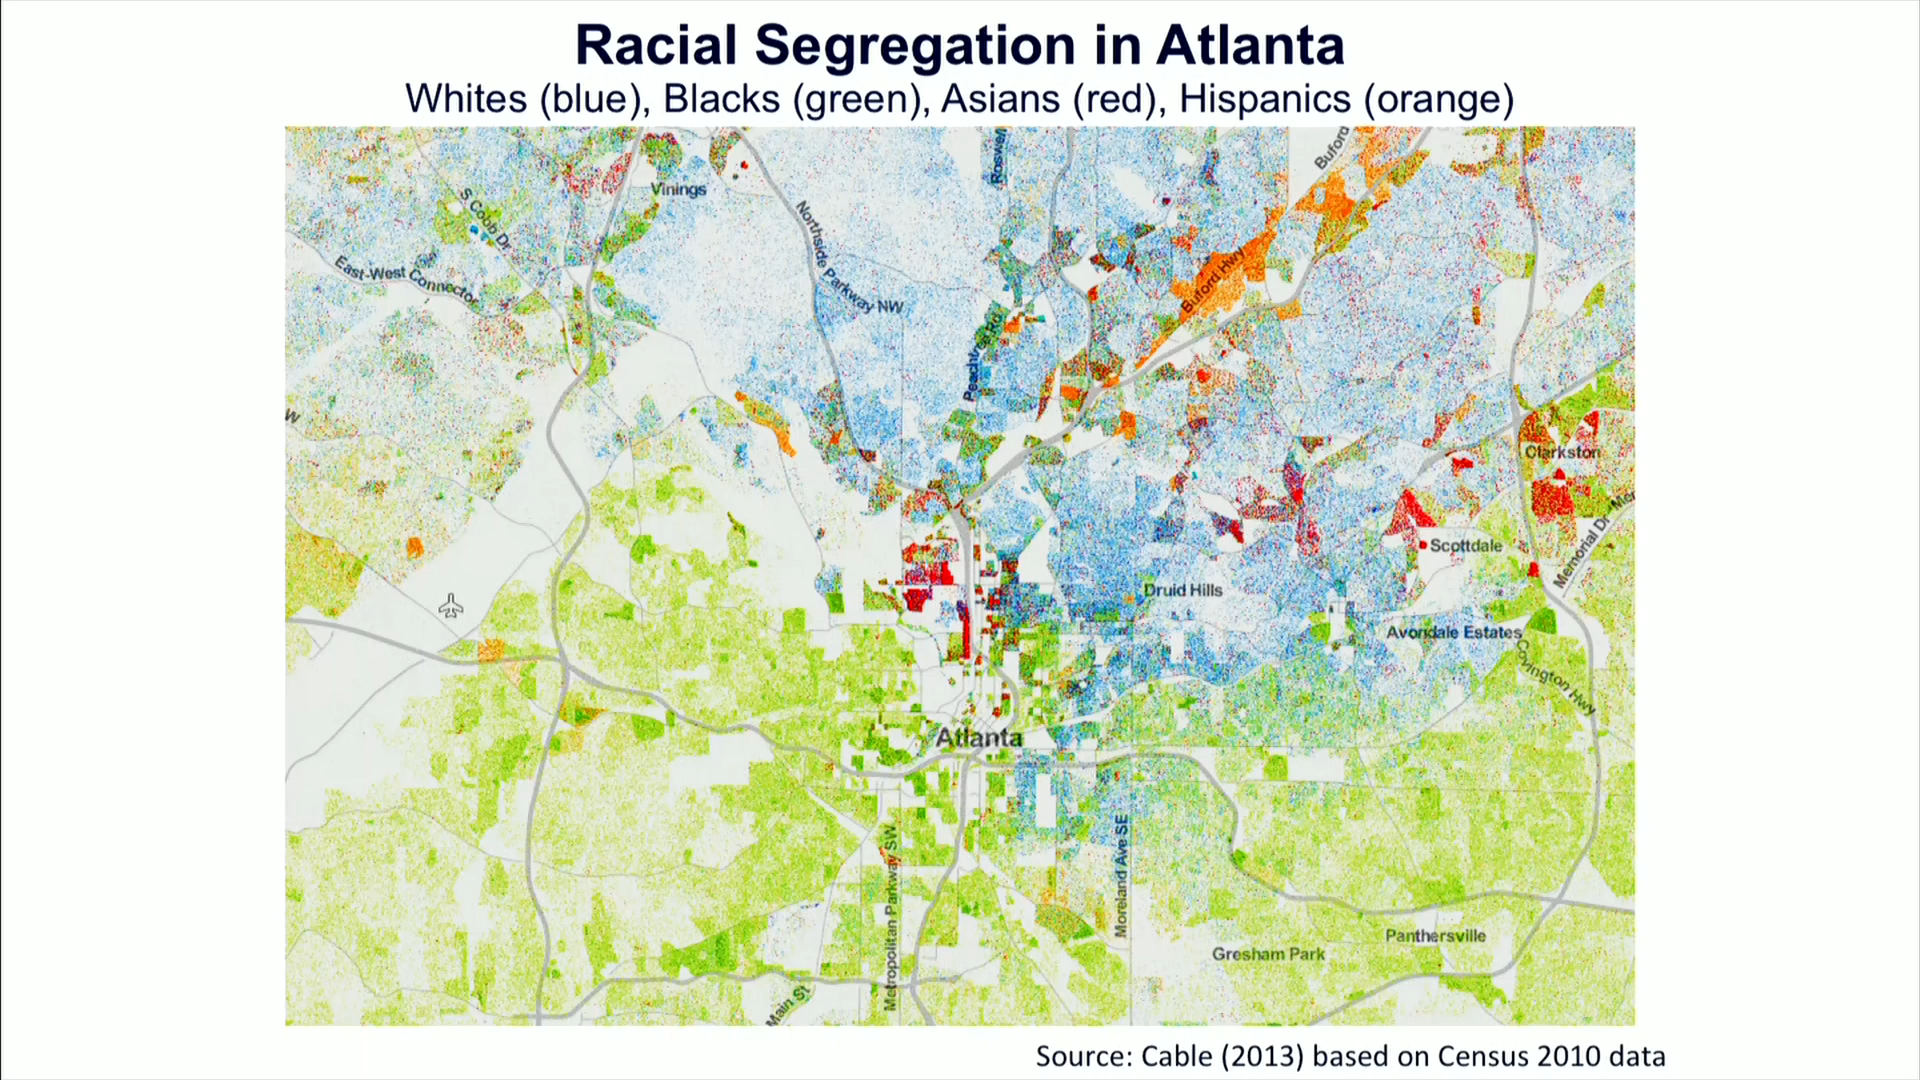 Racial Segregation in Atlanta
Whites (blue), Blacks (green), Asians (red), Hispanics (orange)
Roswell
Buford
Vinings
S Cobb Dr
Northside Parkway NW
East-West Connector
Buford Hwy
Peachtree Rd
W
Clarkston
Scottdale
Memorial Dr
Druid Hills
Avondale Estates
Covington Hwy
Atlanta
Metropolitan Parkway SW
Moreland Ave SE
Panthersville
Gresham Park
Main St
Source: Cable (2013) based on Census 2010 data